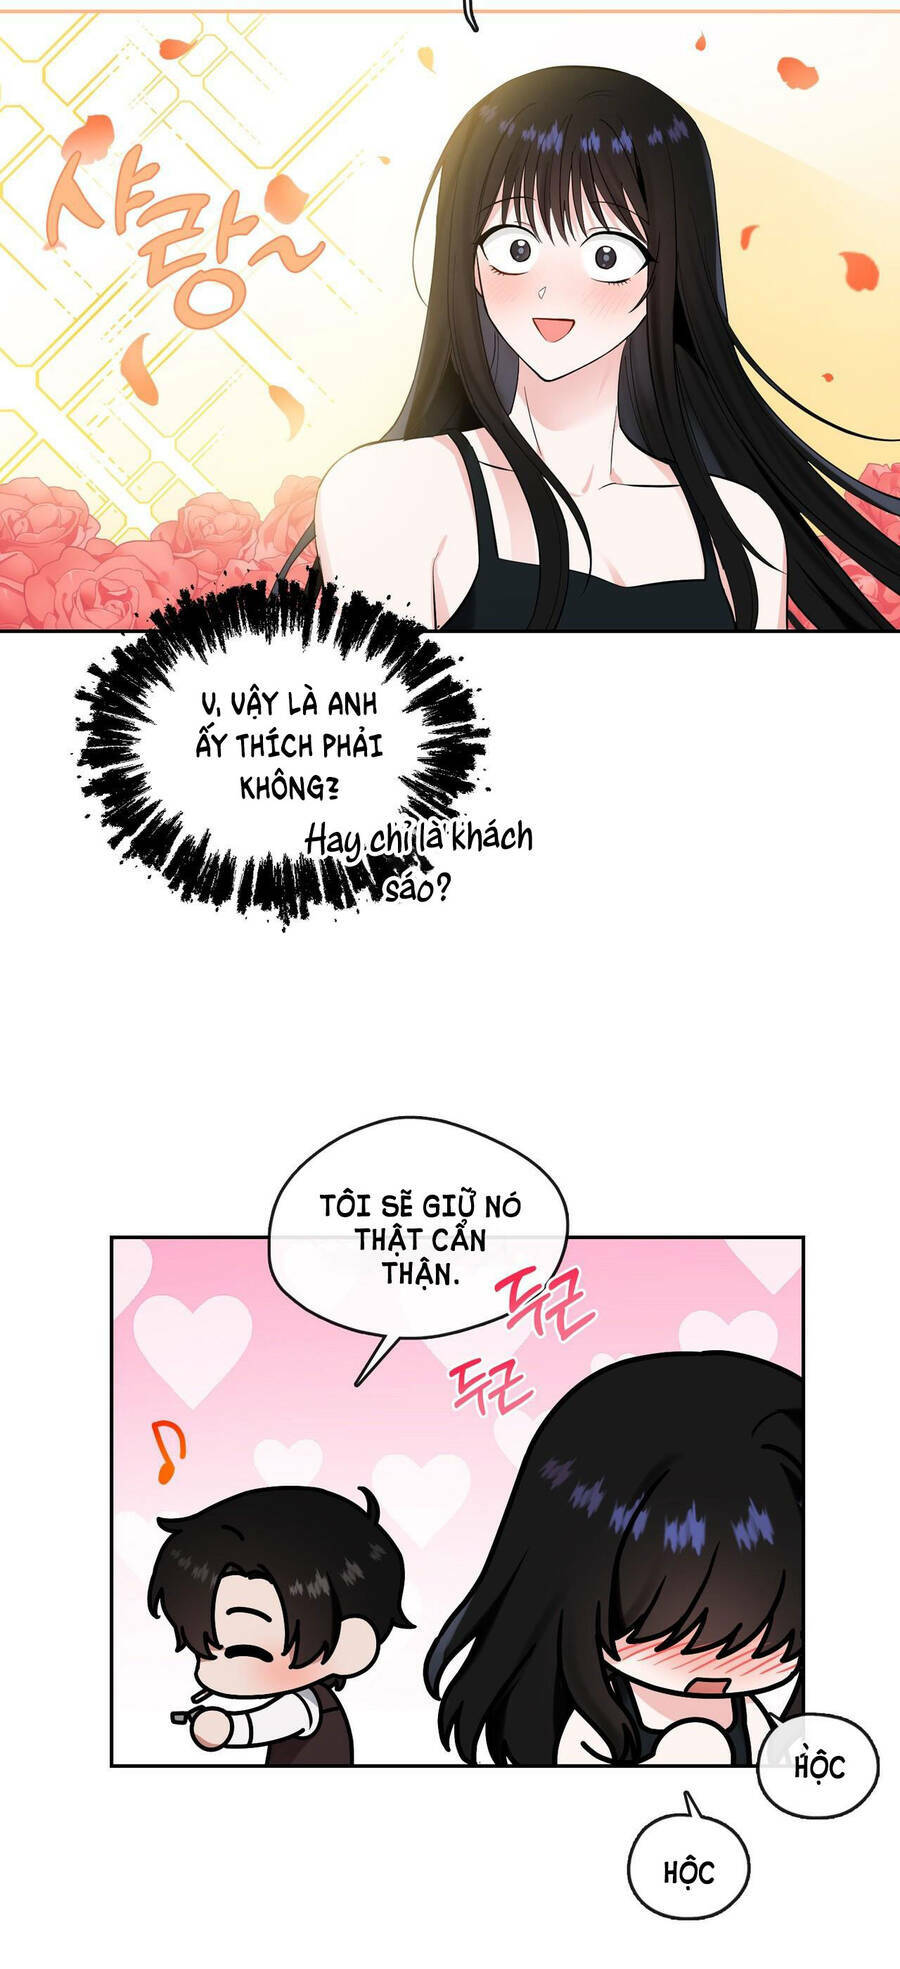 샤랑~
V, VẬY LÀ ANH
ẤY THÍCH PHẢI
KHÔNG?
Hay chỉ là khách
sáo?
TÔI SẼ GIỮ NÓ
THẬT CẨN
THẬN.
두근
두근
HỘC
HỘC